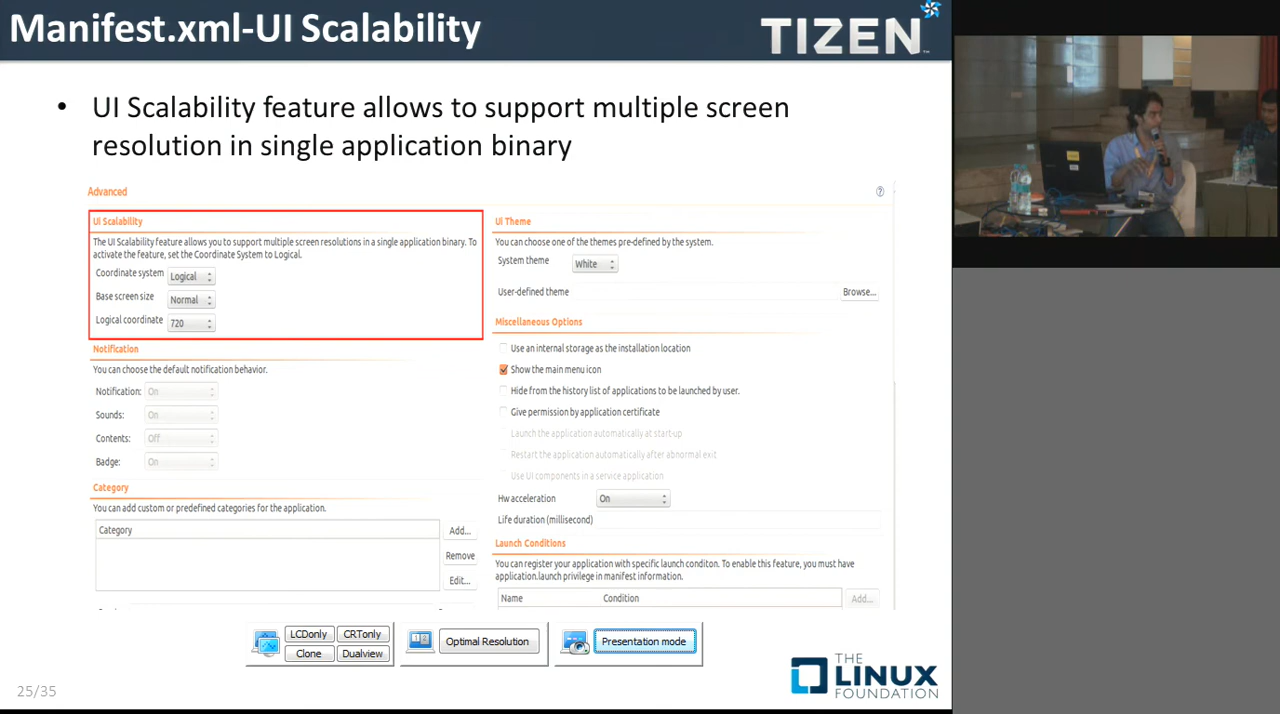 Manifest.xml-UI Scalability
TIZEN™
• UI Scalability feature allows to support multiple screen
resolution in single application binary
Advanced
?
UI Scalability
The UI Scalability feature allows you to support multiple screen resolutions in a single application binary. To
activate the feature, set the Coordinate System to Logical.
Coordinate system Logical
Base screen size Normal
Logical coordinate 720
Notification
You can choose the default notification behavior.
Notification: On
Sounds: On
Contents: Off
Badge: On
Category
You can add custom or predefined categories for the application.
Category
Add...
Remove
Edit...
UI Theme
You can choose one of the themes pre-defined by the system.
System theme White
User-defined theme Browse...
Miscellaneous Options
Use an internal storage as the installation location
Show the main menu icon
Hide from the history list of applications to be launched by user.
Give permission by application certificate
Launch the application automatically at start-up
Restart the application automatically after abnormal exit
Use UI components in a service application
Hw acceleration On
Life duration (millisecond)
Launch Conditions
You can register your application with specific launch conditon. To enable this feature, you must have
application.launch privilege in manifest information.
Name Condition Add...
LCDonly CRTonly
Clone Dualview
Optimal Resolution
Presentation mode
25/35
THE
LINUX
FOUNDATION